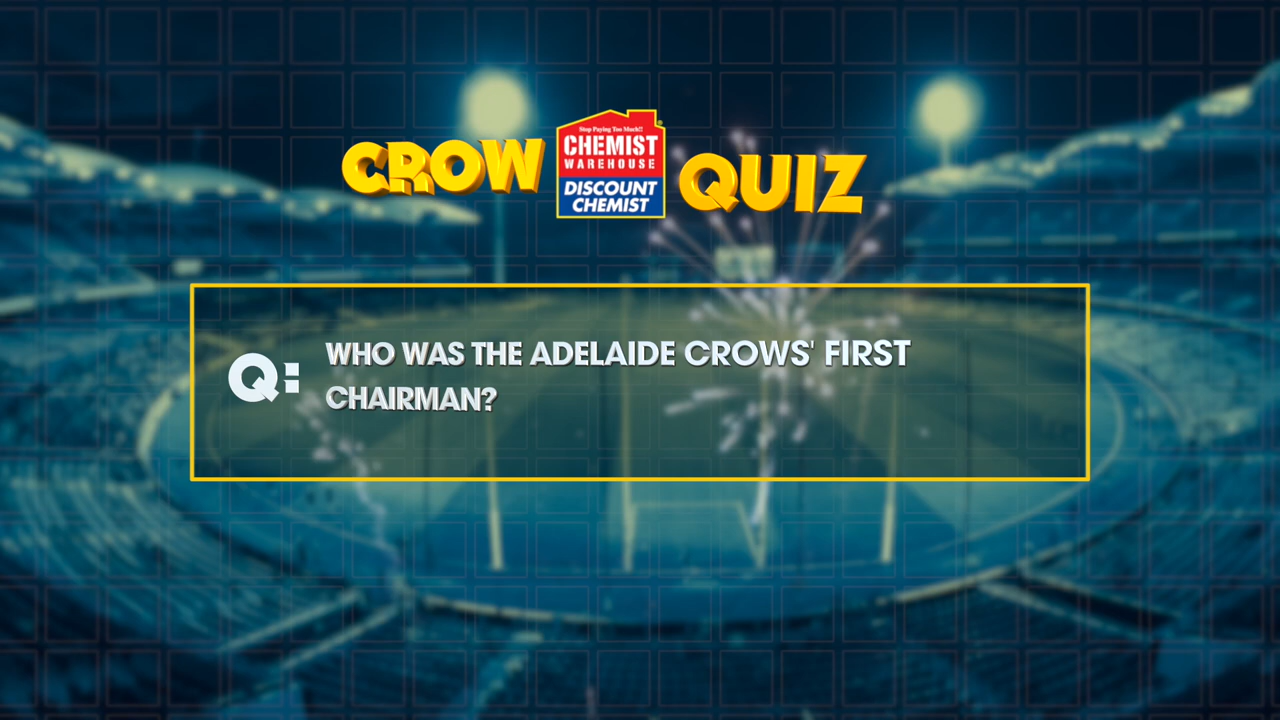 CROW
QUIZ
Stop Paying Too Much!!
CHEMIST
WAREHOUSE
DISCOUNT
CHEMIST
Q:
WHO WAS THE ADELAIDE CROWS' FIRST
CHAIRMAN?